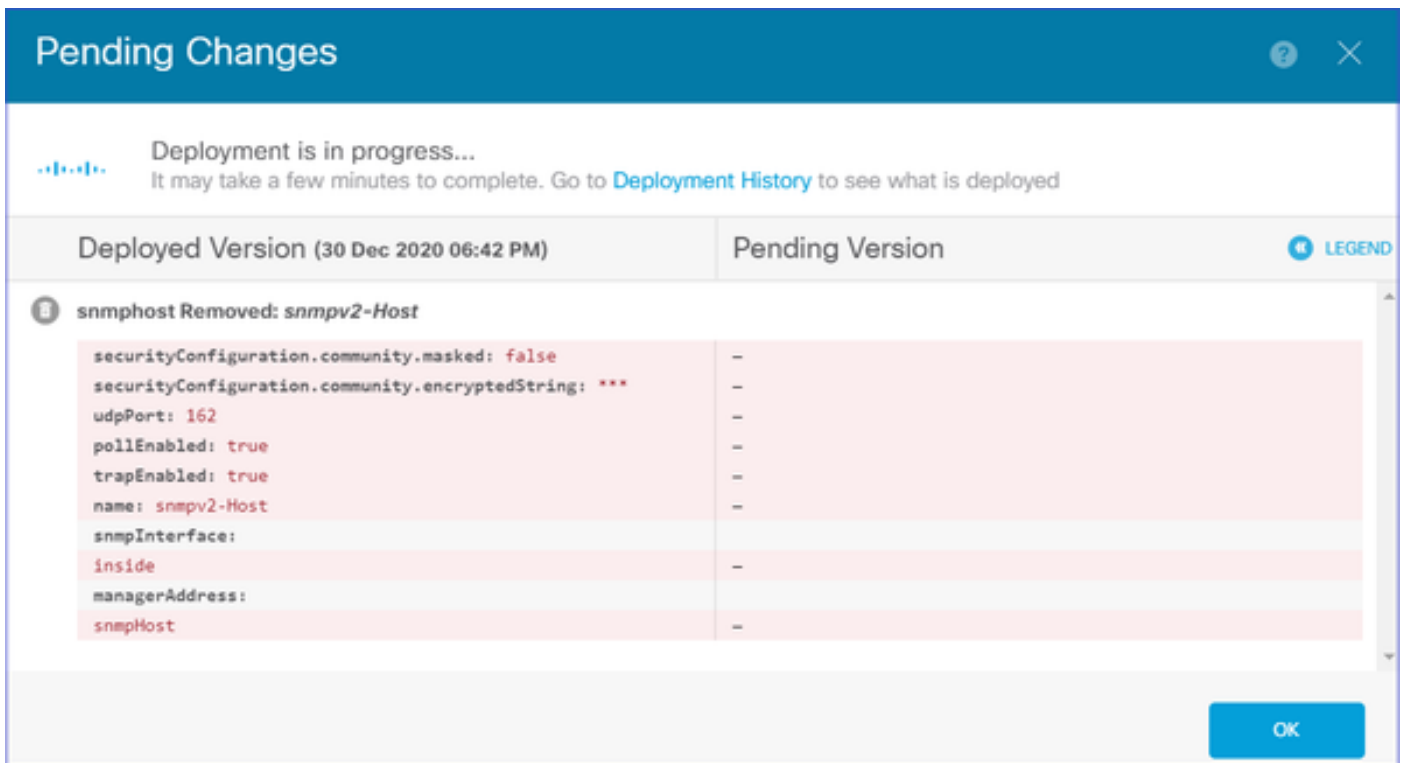 Pending Changes
Deployment is in progress...
It may take a few minutes to complete. Go to Deployment History to see what is deployed
Deployed Version (30 Dec 2020 06:42 PM)
Pending Version
LEGEND
snmphost Removed: snmpv2-Host
securityConfiguration.community.masked: false –
securityConfiguration.community.encryptedString: *** –
udpPort: 162 –
pollEnabled: true –
trapEnabled: true –
name: snmpv2-Host –
snmpInterface:
inside –
managerAddress:
snmpHost –
OK